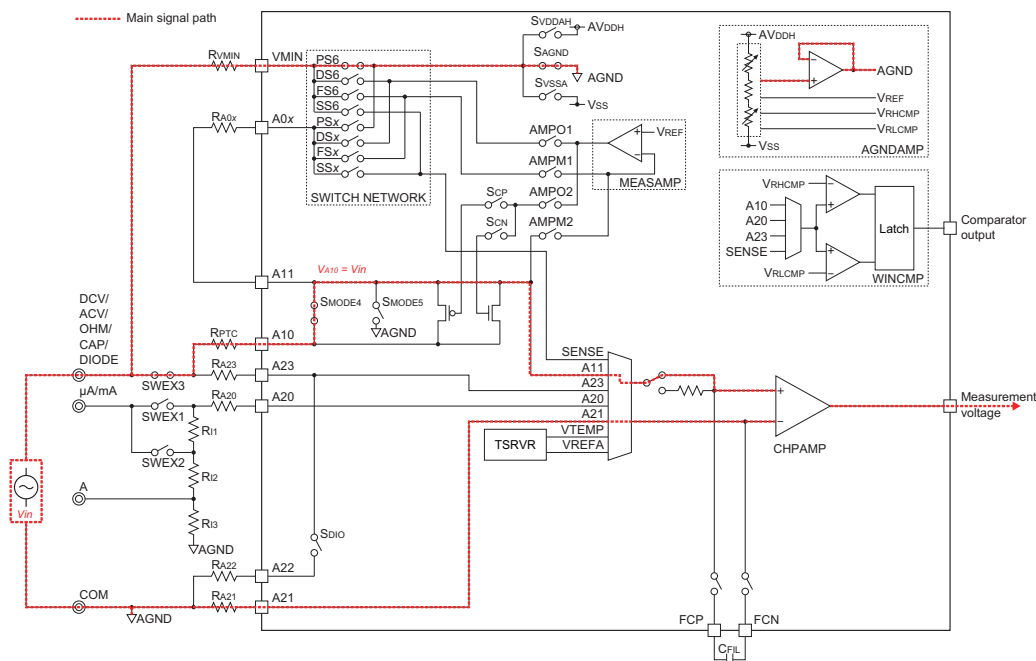 Main signal path
RVMIN
VMIN
PS6
DS6
FS6
SS6
RA0x
A0x
PSx
DSx
FSx
SSx
SWITCH NETWORK
SVDDAH
AVDDH
SAGND
AGND
SVSSA
VSS
AMPO1
VREF
AMPM1
MEASAMP
SCP
AMPO2
SCN
AMPM2
AVDDH
AGND
VREF
VRHCMP
VRLCMP
VSS
AGNDAMP
VRHCMP
A10
A20
A23
SENSE
Latch
Comparator
output
VRLCMP
WINCMP
A11
VA10 = Vin
DCV/
ACV/
OHM/
CAP/
DIODE
SMODE4
SMODE5
AGND
RPTC
A10
SWEX3
RA23
A23
µA/mA
SWEX1
RA20
A20
RI1
SWEX2
RI2
A
RI3
AGND
Vin
SENSE
A11
A23
A20
A21
VTEMP
VREFA
TSRVR
CHPAMP
Measurement
voltage
SDIO
RA22
A22
COM
RA21
A21
AGND
FCP
FCN
CFIL